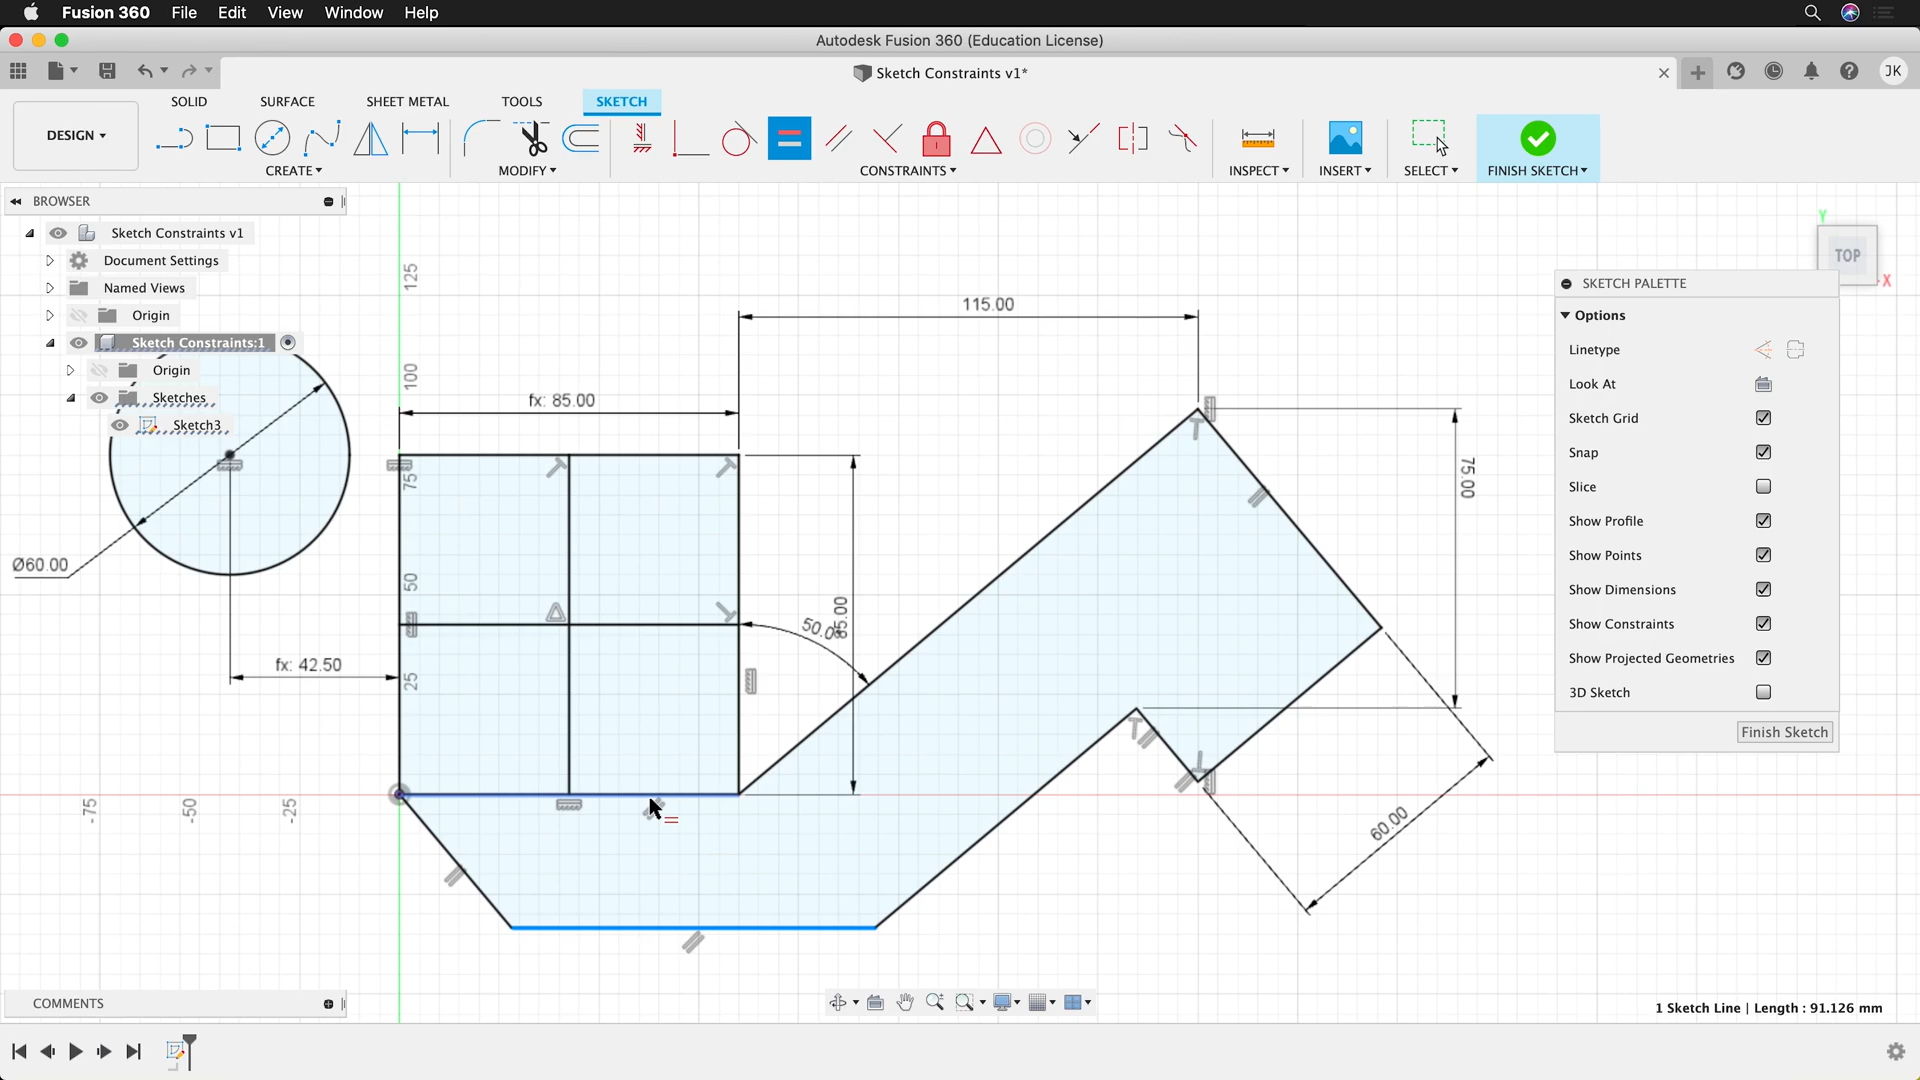 Fusion 360 File Edit View Window Help
Autodesk Fusion 360 (Education License)
Sketch Constraints v1*
JK
SOLID SURFACE SHEET METAL TOOLS SKETCH
DESIGN
CREATE MODIFY CONSTRAINTS INSPECT INSERT SELECT FINISH SKETCH
BROWSER
Sketch Constraints v1
Document Settings
Named Views
Origin
Sketch Constraints:1
Origin
Sketches
Sketch3
TOP
Y
X
SKETCH PALETTE
Options
Linetype
Look At
Sketch Grid
Snap
Slice
Show Profile
Show Points
Show Dimensions
Show Constraints
Show Projected Geometries
3D Sketch
Finish Sketch
125
100
75
50
25
-75
-50
-25
115.00
fx: 85.00
75.00
Ø60.00
50.0
85.00
fx: 42.50
60.00
COMMENTS
1 Sketch Line | Length : 91.126 mm